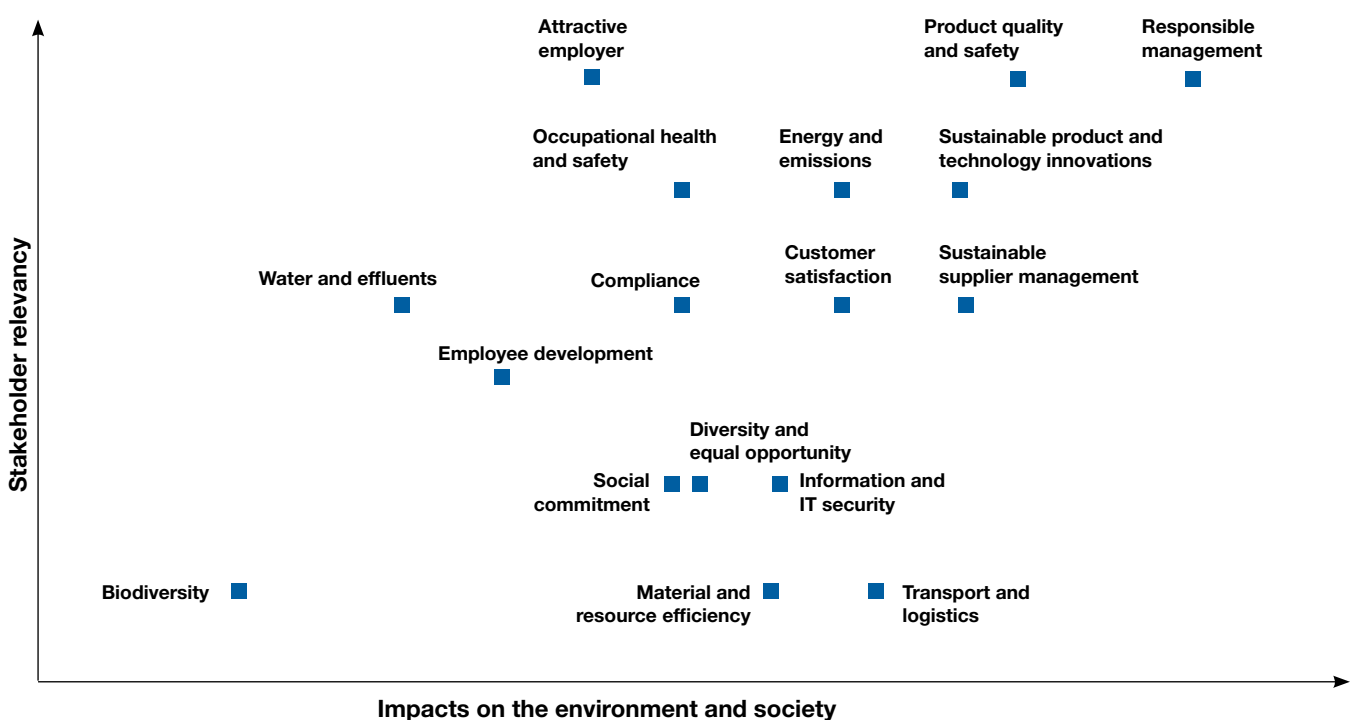 Attractive
employer
Product quality
and safety
Responsible
management
Occupational health
and safety
Energy and
emissions
Sustainable product and
technology innovations
Water and effluents
Compliance
Customer
satisfaction
Sustainable
supplier management
Employee development
Diversity and
equal opportunity
Social
commitment
Information and
IT security
Biodiversity
Material and
resource efficiency
Transport and
logistics
Stakeholder relevancy
Impacts on the environment and society